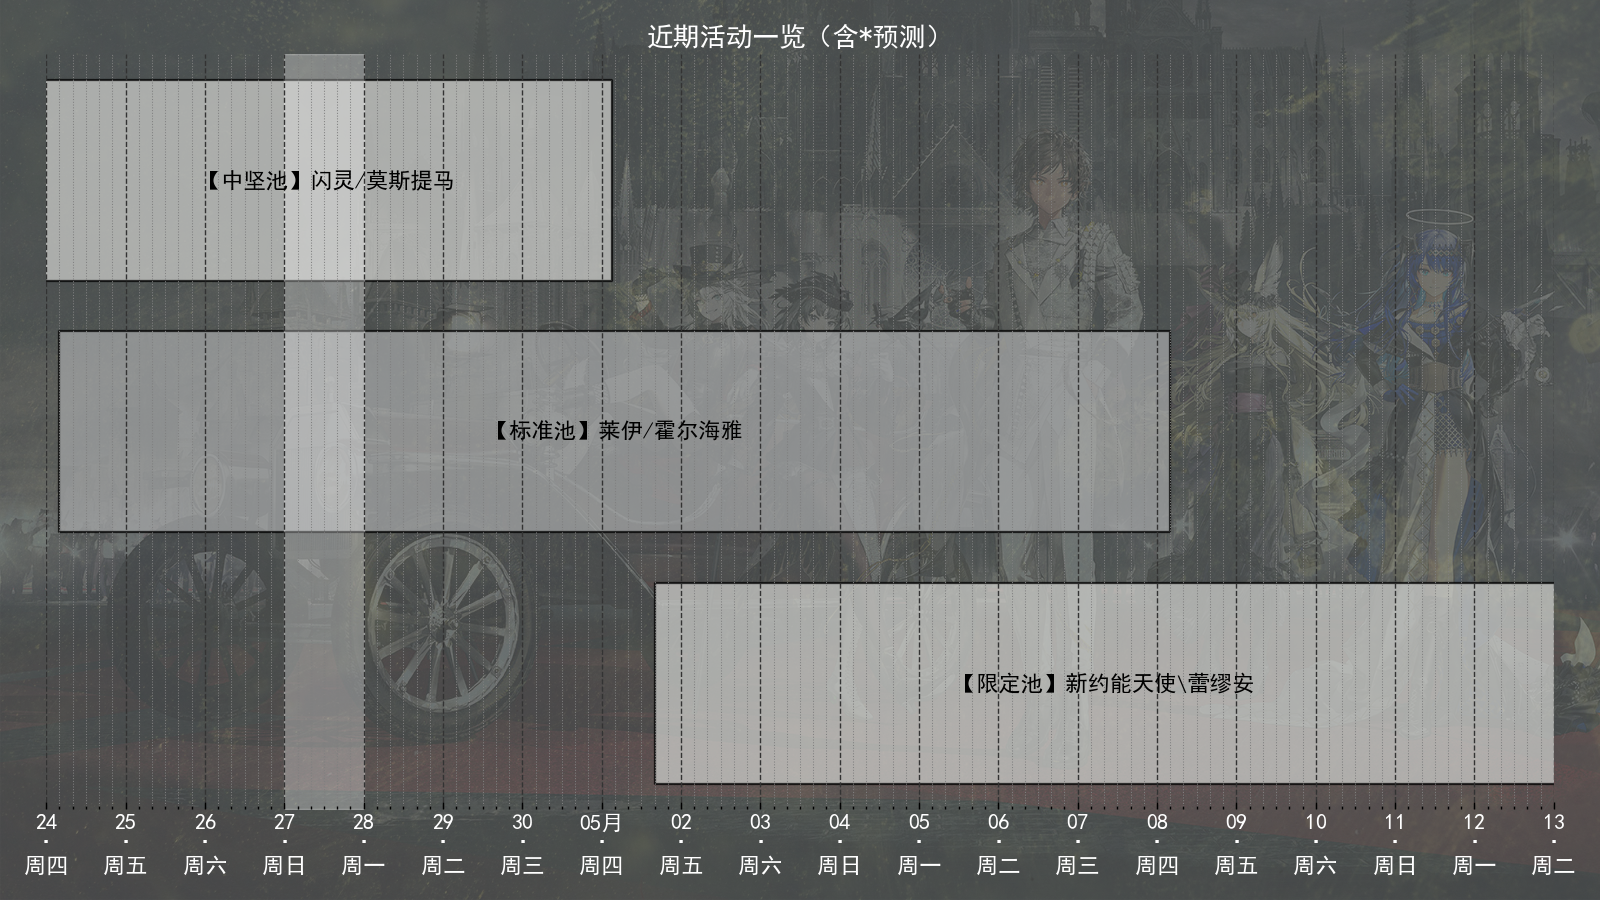 近期活动一览（含*预测）
【中坚池】闪灵/莫斯提马
【标准池】莱伊/霍尔海雅
【限定池】新约能天使\蕾缪安
24 25 26 27 28 29 30 05月 02 03 04 05 06 07 08 09 10 11 12 13
周四 周五 周六 周日 周一 周二 周三 周四 周五 周六 周日 周一 周二 周三 周四 周五 周六 周日 周一 周二